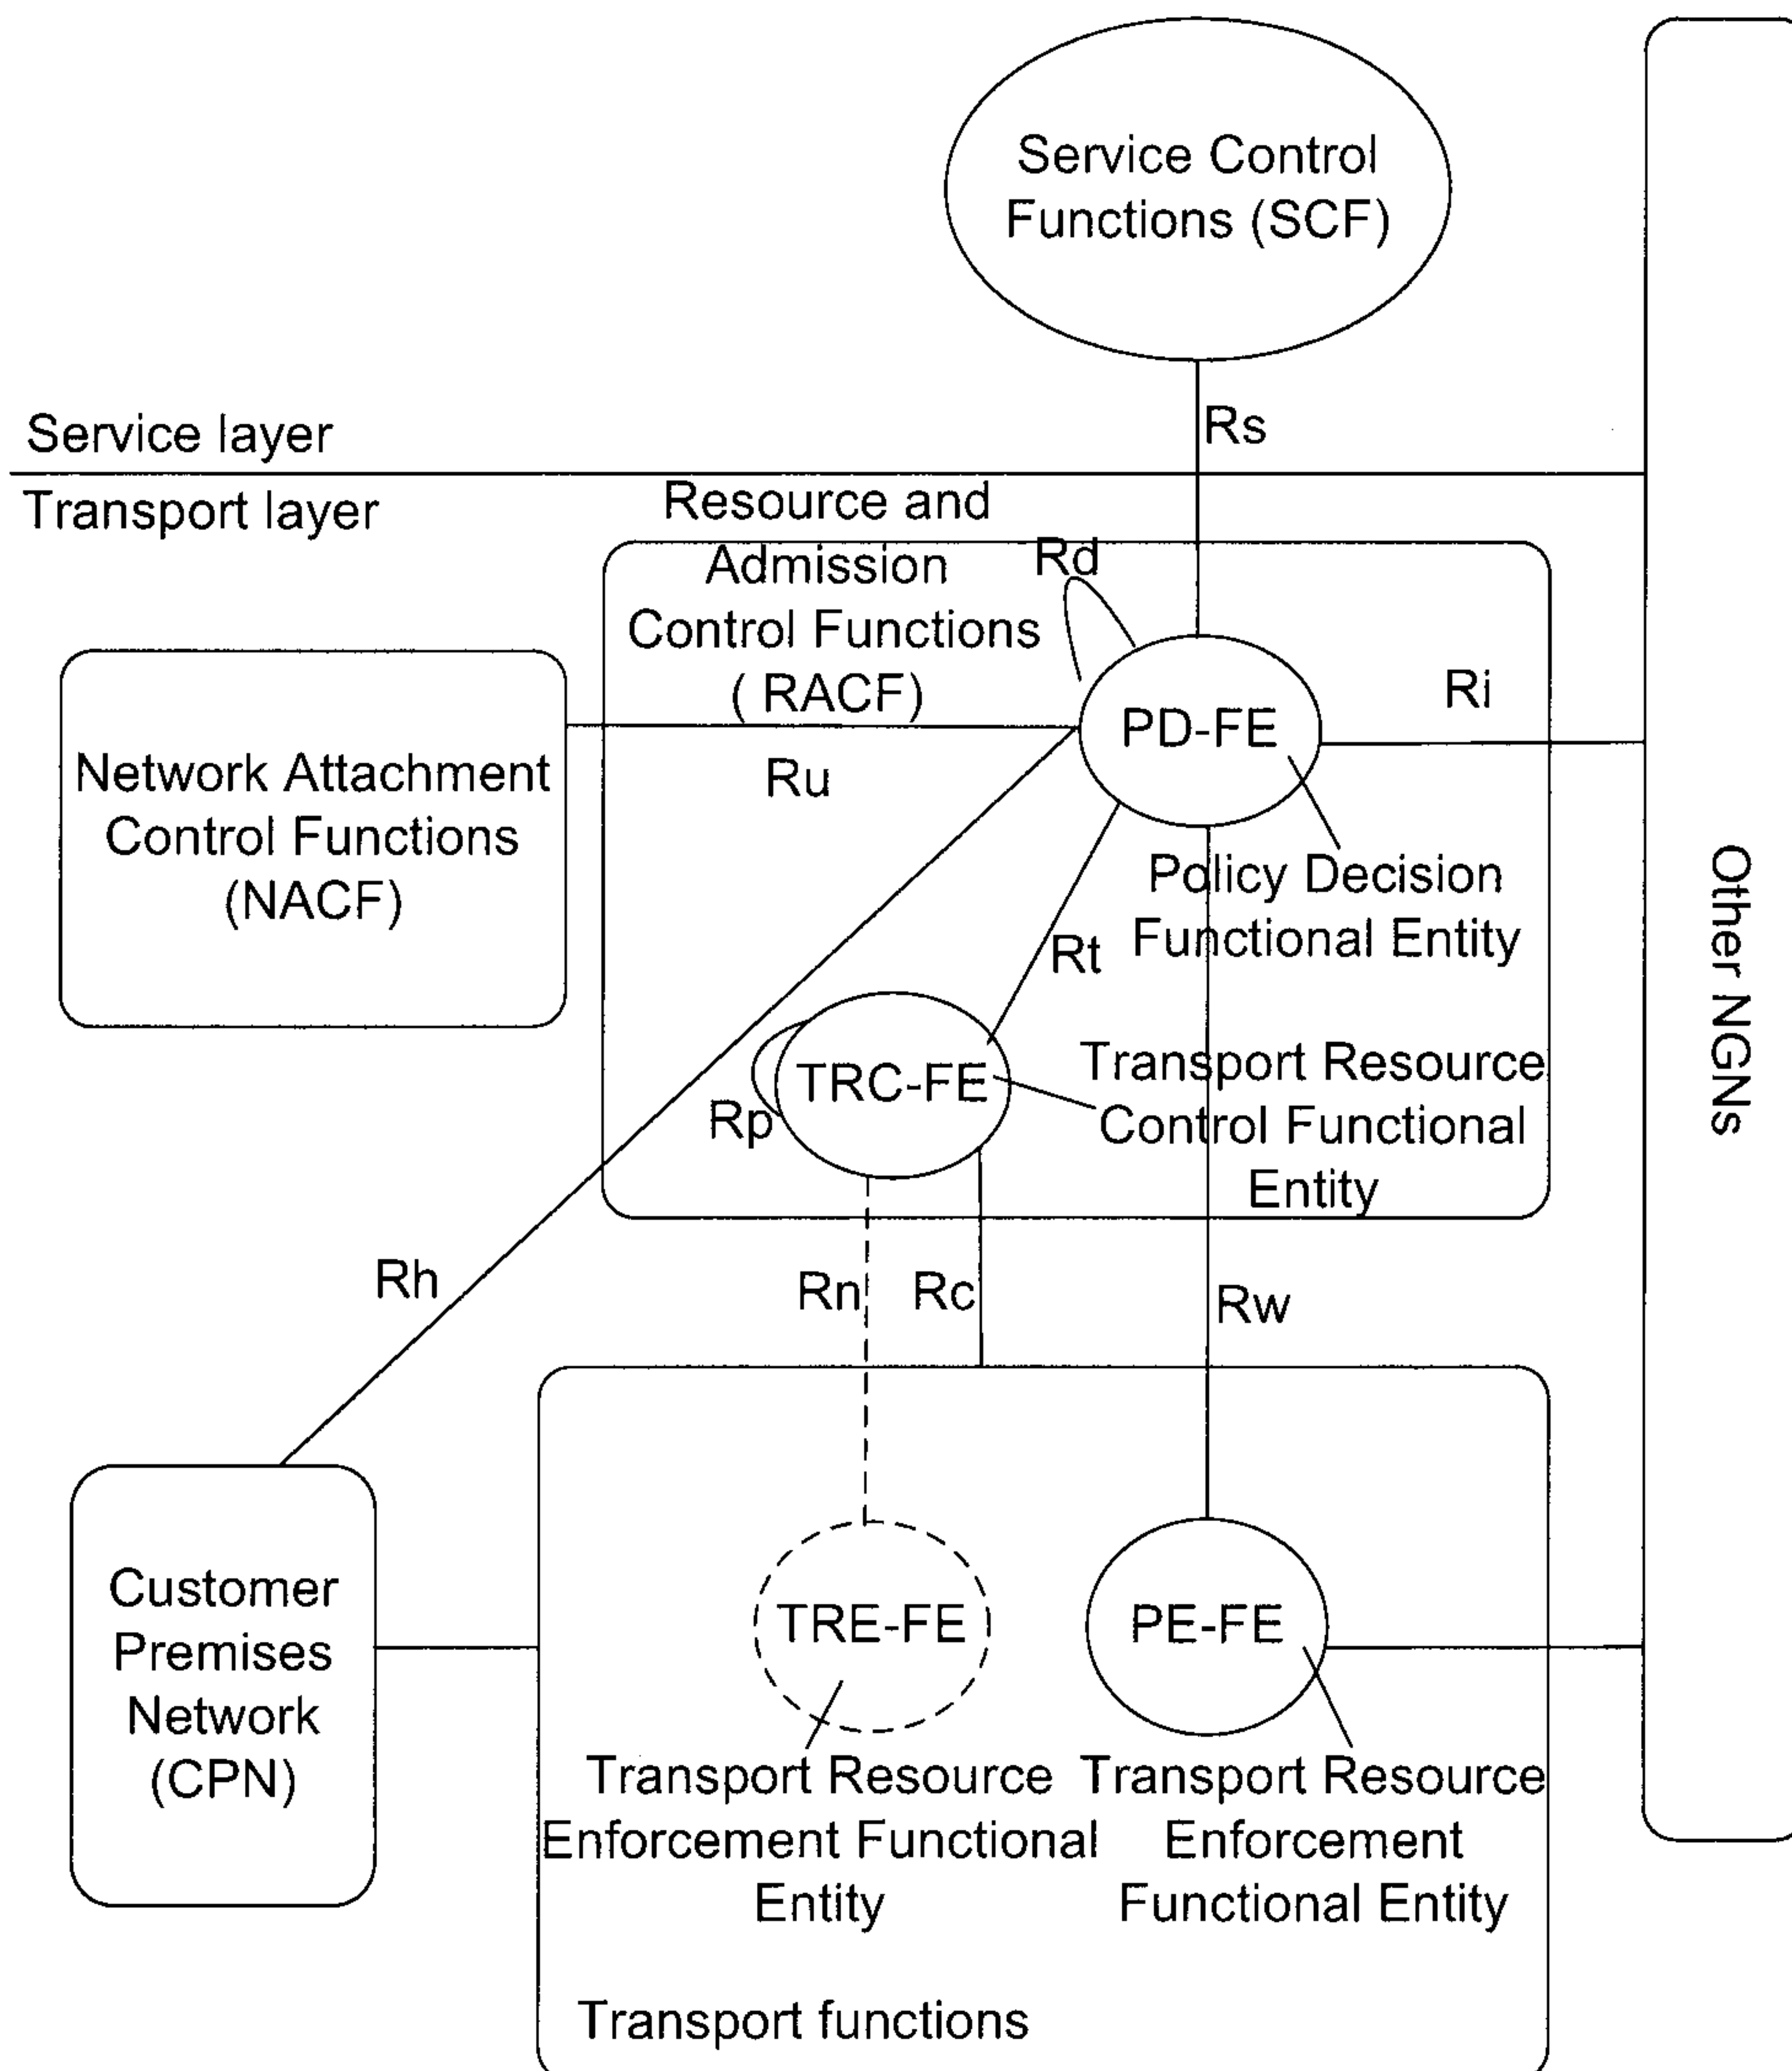 Service Control
Functions (SCF)
Rs
Service layer
Transport layer
Resource and
Admission
Control Functions
( RACF)
Rd
PD-FE
Ri
Network Attachment
Control Functions
(NACF)
Ru
Policy Decision
Functional Entity
Rt
TRC-FE
Rp
Transport Resource
Control Functional
Entity
Other NGNs
Rh
Rn
Rc
Rw
Customer
Premises
Network
(CPN)
TRE-FE
PE-FE
Transport Resource
Enforcement Functional
Entity
Transport Resource
Enforcement
Functional Entity
Transport functions